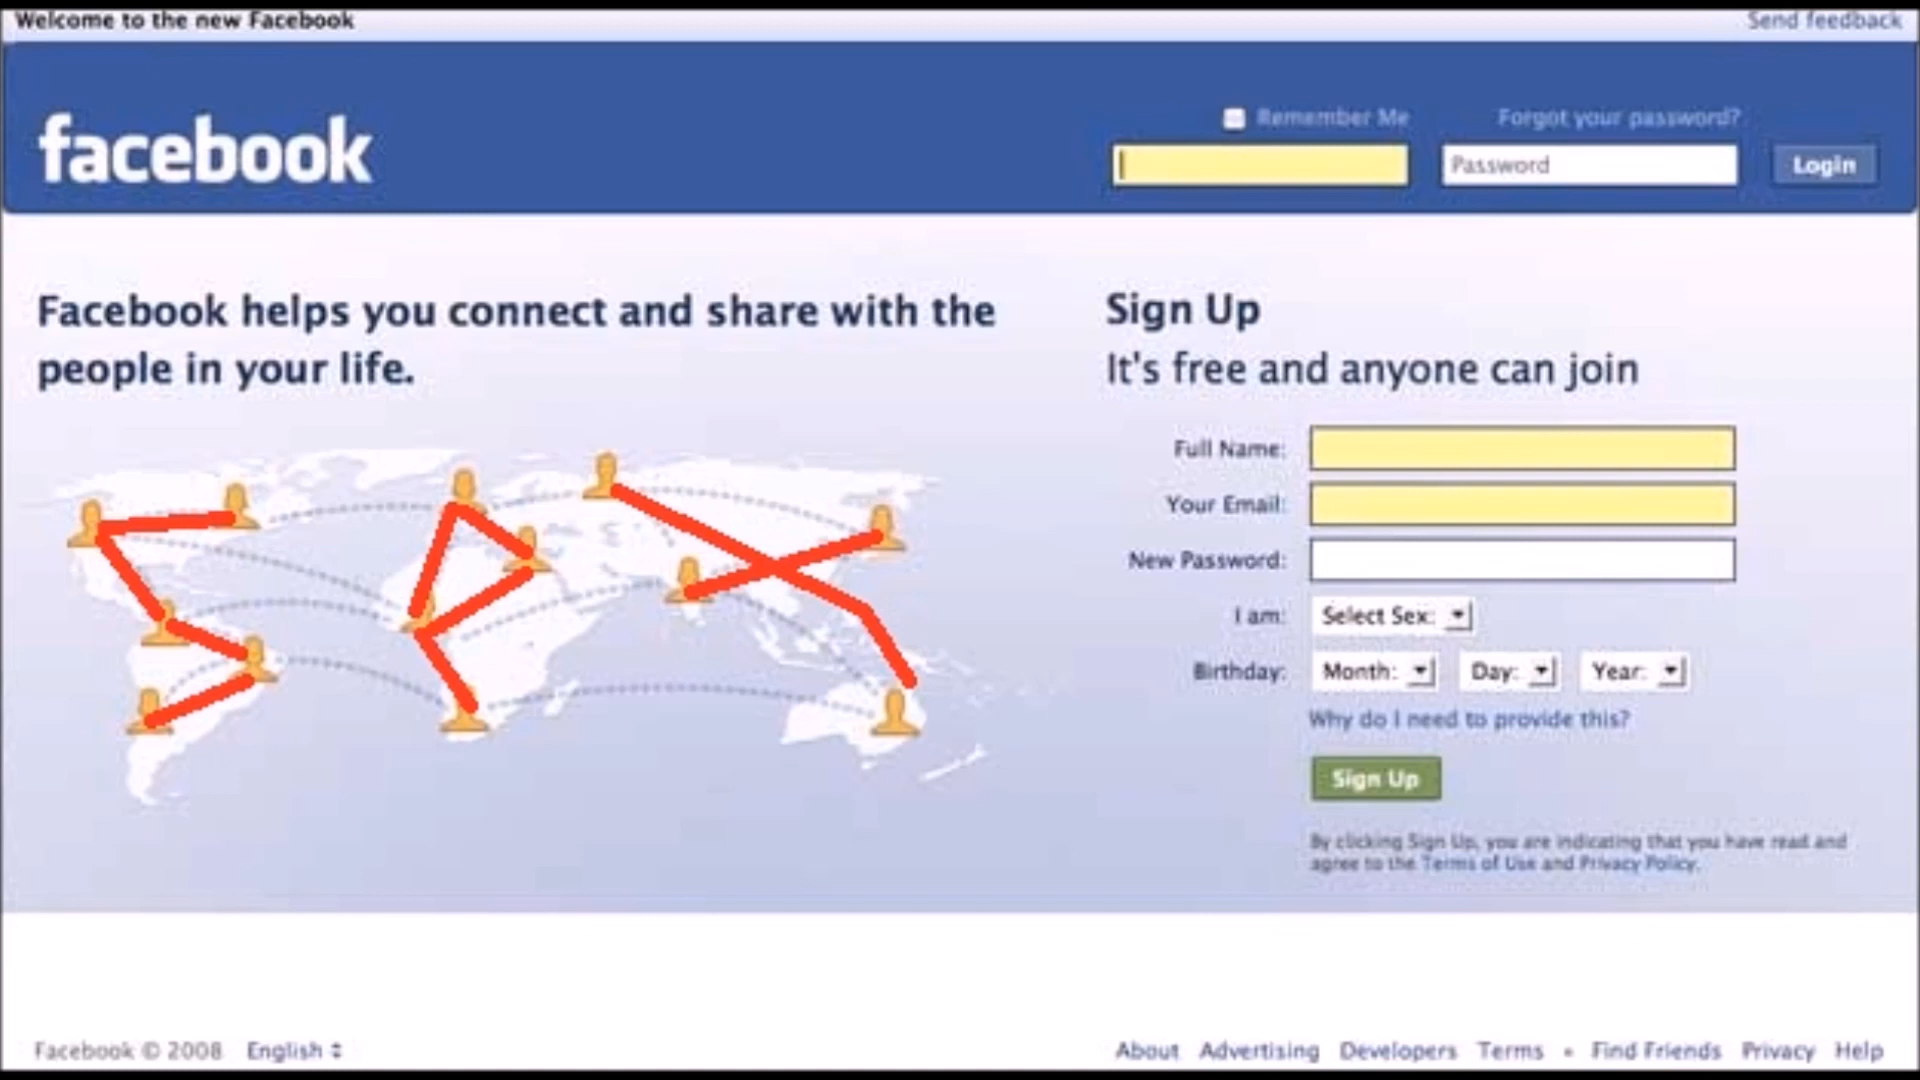 Welcome to the new Facebook
Send feedback
facebook
Remember Me
Forgot your password?
Password
Login
Facebook helps you connect and share with the
people in your life.
Sign Up
It's free and anyone can join
Full Name:
Your Email:
New Password:
I am: Select Sex:
Birthday: Month: Day: Year:
Why do I need to provide this?
Sign Up
By clicking Sign Up, you are indicating that you have read and
agree to the Terms of Use and Privacy Policy.
Facebook © 2008 English
About Advertising Developers Terms • Find Friends Privacy Help